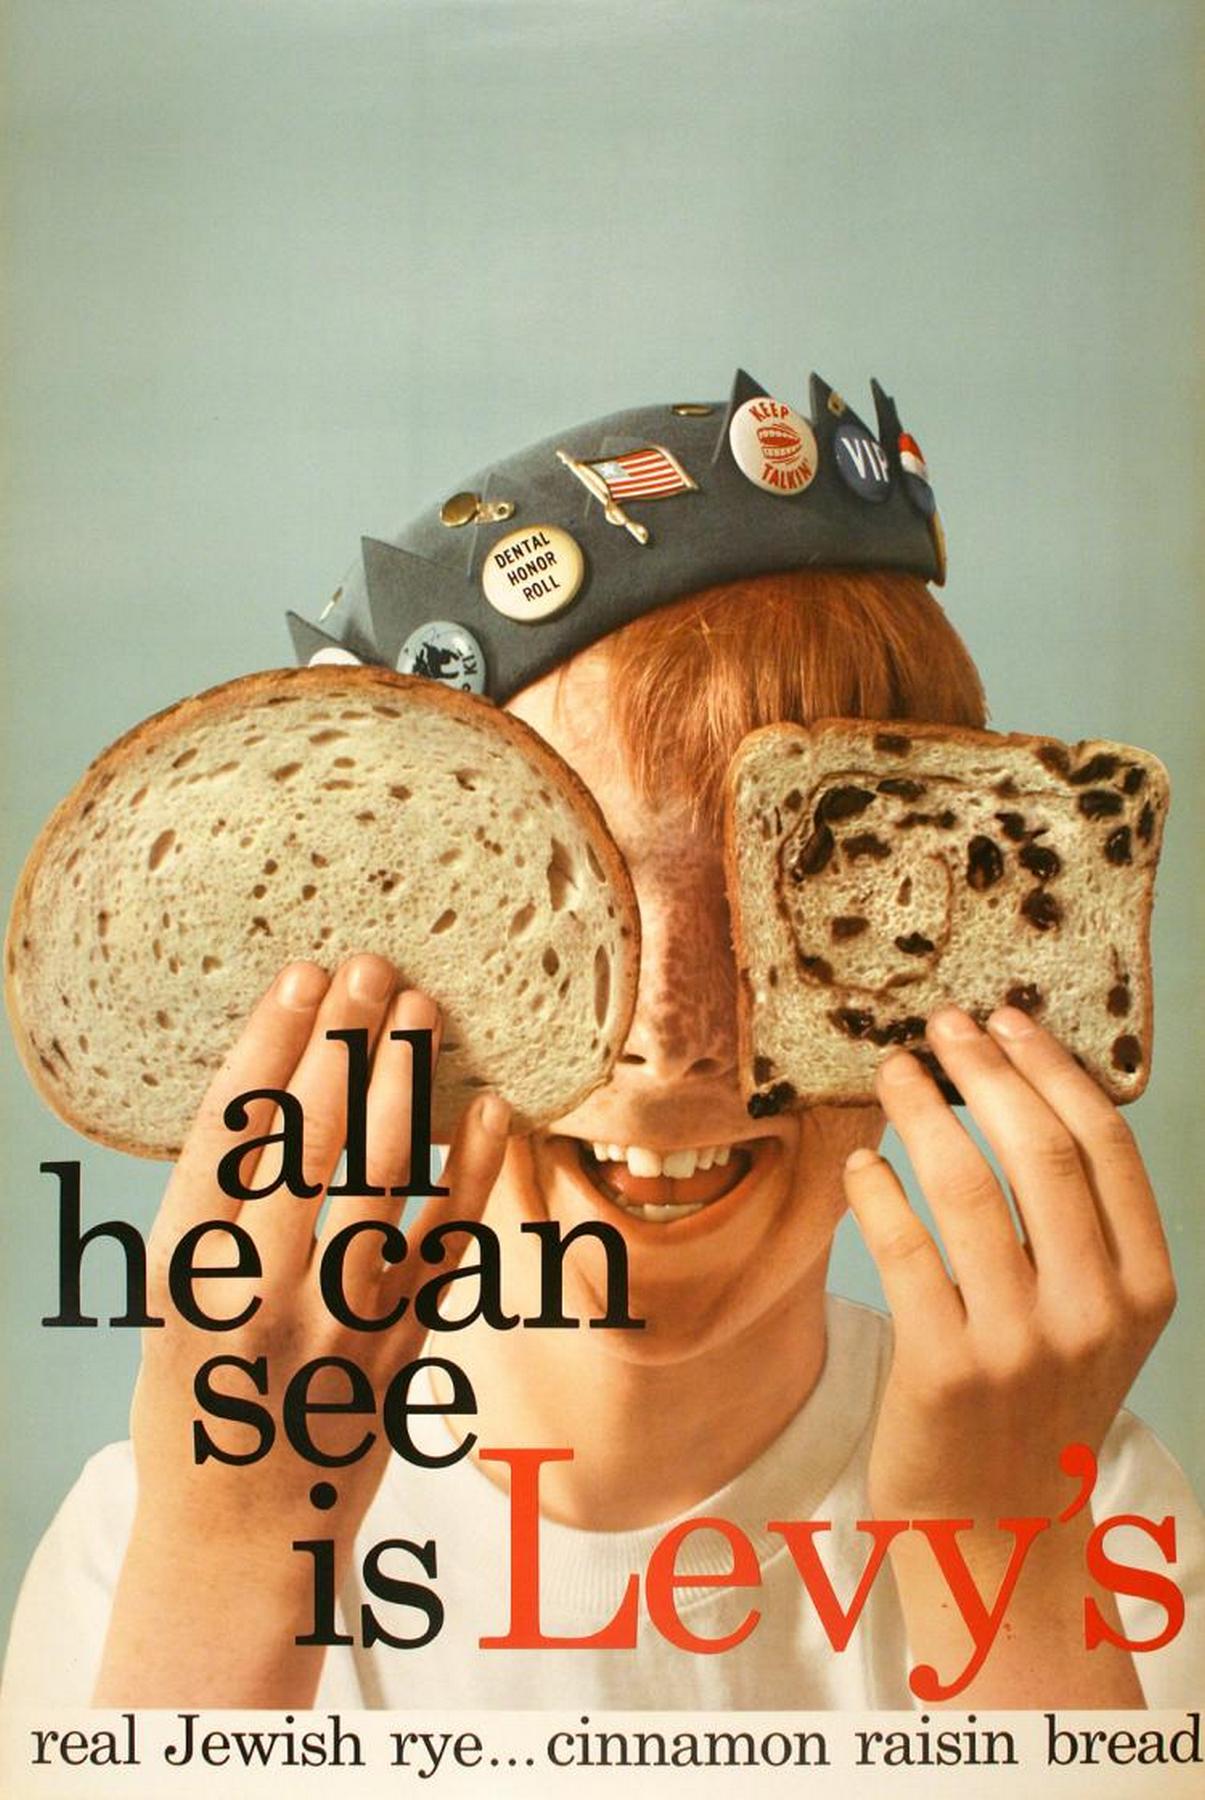 KEEP
TALKIN'
VIP
DENTAL
HONOR
ROLL
all
he can
see
is Levy's
real Jewish rye...cinnamon raisin bread